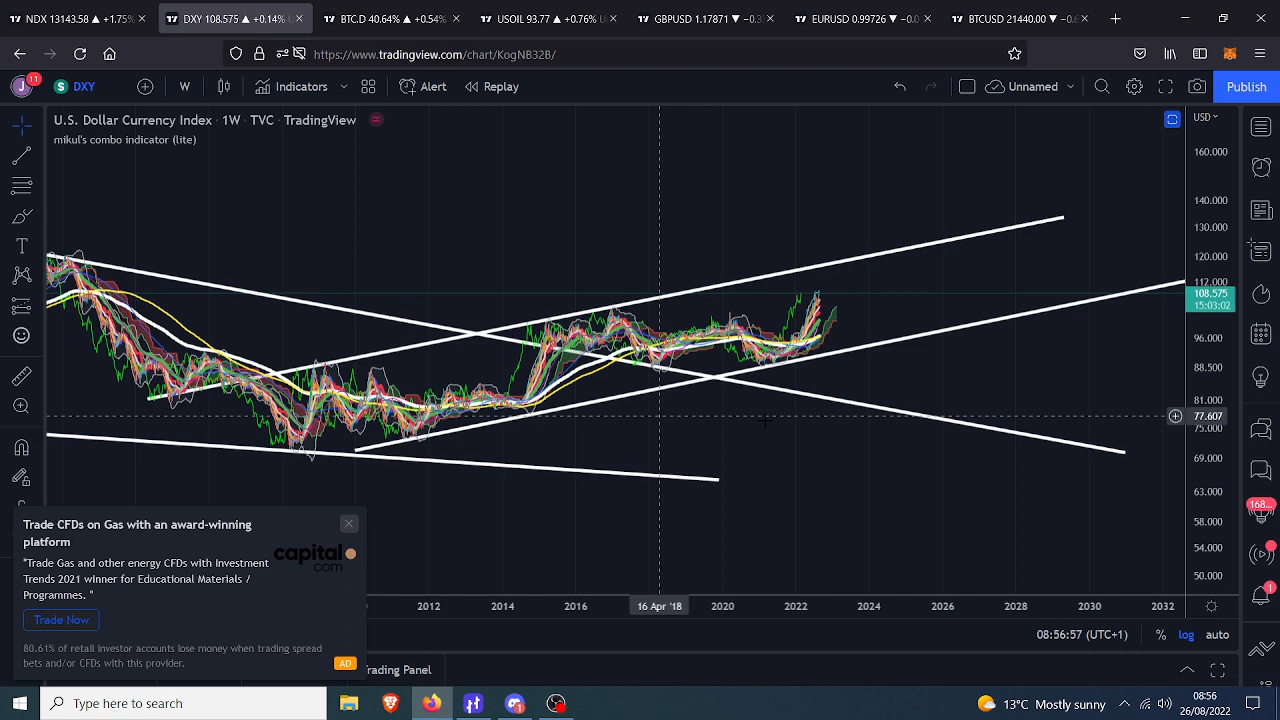 NDX 13143.58 ▲ +1.75%
DXY 108.575 ▲ +0.14%
BTCD 40.64% ▲ +0.54%
USOIL 93.77 ▲ +0.76%
GBPUSD 1.17871 ▼
BTCUSD 21440.00 ▼
https://www.tradingview.com/chart/KogNB32B/
J 11 S DXY W Indicators Alert Replay Unnamed Publish
U.S. Dollar Currency Index · 1W · TVC · TradingView
mikul's combo indicator (lite)
USD
160.000
140.000
130.000
120.000
112.000
108.575
15:03:02
96.000
88.500
81.000
77.607
75.000
69.000
63.000
58.000
54.000
50.000
168...
1
Trade CFDs on Gas with an award-winning
platform
capital
com
"Trade Gas and other energy CFDs with Investment
Trends 2021 winner for Educational Materials /
Programmes. "
Trade Now
80.61% of retail investor accounts lose money when trading spread
bets and/or CFDs with this provider.
AD
2012 2014 2016 16 Apr '18 2020 2022 2024 2026 2028 2030 2032
08:56:57 (UTC+1) % log auto
Trading Panel
Type here to search
13°C Mostly sunny
08:56
26/08/2022